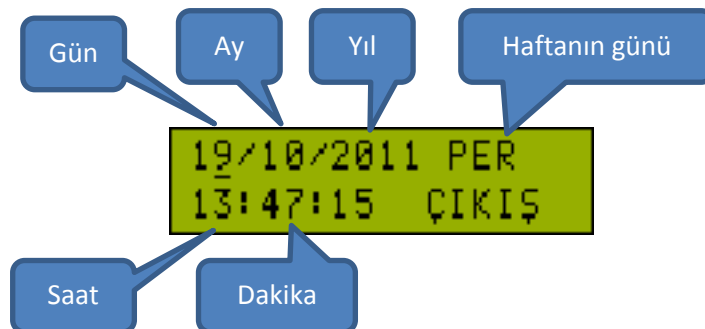 Gün
Ay
Yıl
Haftanın günü
19/10/2011 PER
13:47:15 ÇIKIŞ
Saat
Dakika